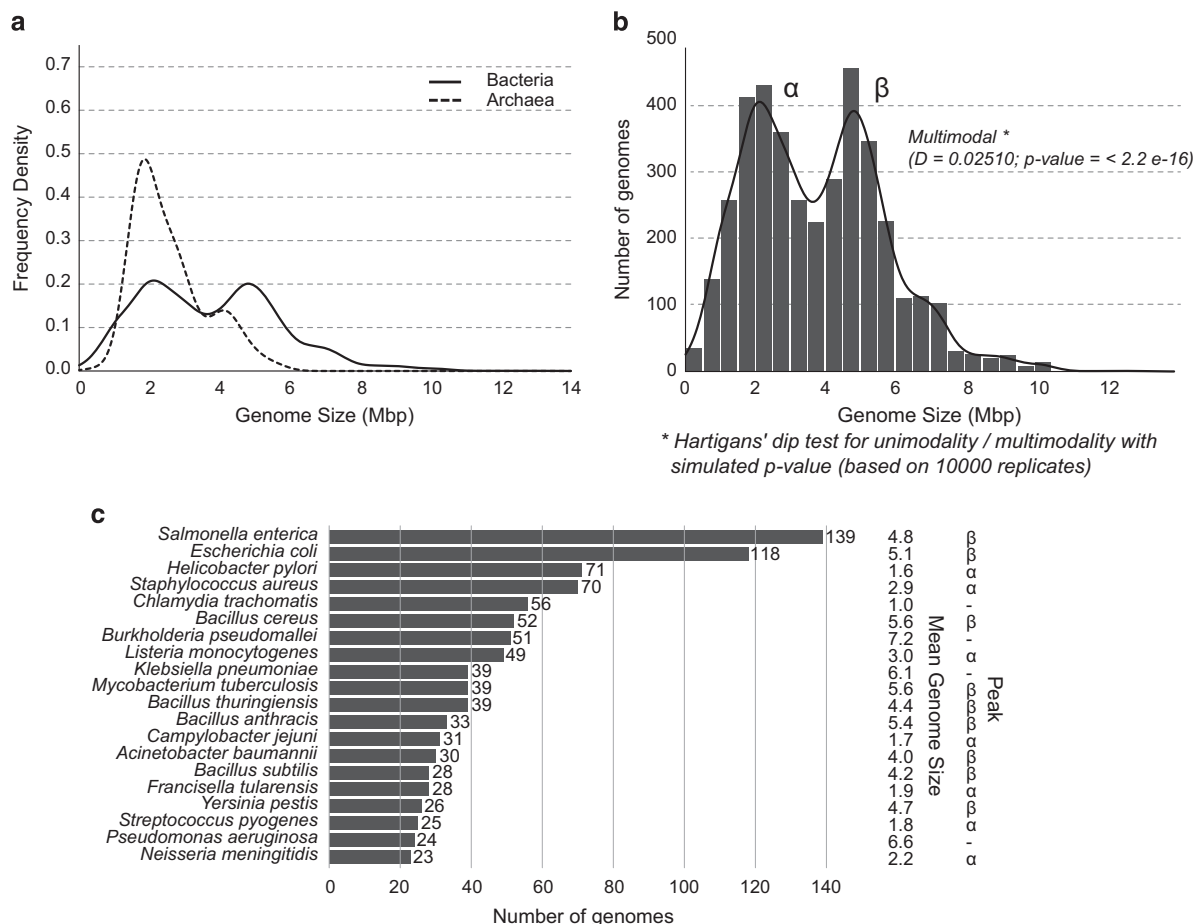 a
0.7
0.6
0.5
0.4
0.3
0.2
0.1
0.0
Frequency Density
Bacteria
Archaea
0 2 4 6 8 10 12 14
Genome Size (Mbp)
b
500
400
300
200
100
0
Number of genomes
α β
Multimodal *
(D = 0.02510; p-value = < 2.2 e-16)
0 2 4 6 8 10 12
Genome Size (Mbp)
* Hartigans' dip test for unimodality / multimodality with
simulated p-value (based on 10000 replicates)
c
Salmonella enterica 139 4.8 β
Escherichia coli 118 5.1 β
Helicobacter pylori 71 1.6 α
Staphylococcus aureus 70 2.9 α
Chlamydia trachomatis 56 1.0 -
Bacillus cereus 52 5.6 β
Burkholderia pseudomallei 51 7.2 -
Listeria monocytogenes 49 3.0 α
Klebsiella pneumoniae 39 6.1 -
Mycobacterium tuberculosis 39 5.6 β
Bacillus thuringiensis 39 4.4 β
Bacillus anthracis 33 5.4 β
Campylobacter jejuni 31 1.7 α
Acinetobacter baumannii 30 4.0 β
Bacillus subtilis 28 4.2 β
Francisella tularensis 28 1.9 α
Yersinia pestis 26 4.7 β
Streptococcus pyogenes 25 1.8 α
Pseudomonas aeruginosa 24 6.6 -
Neisseria meningitidis 23 2.2 α
Mean Genome Size
Peak
0 20 40 60 80 100 120 140
Number of genomes